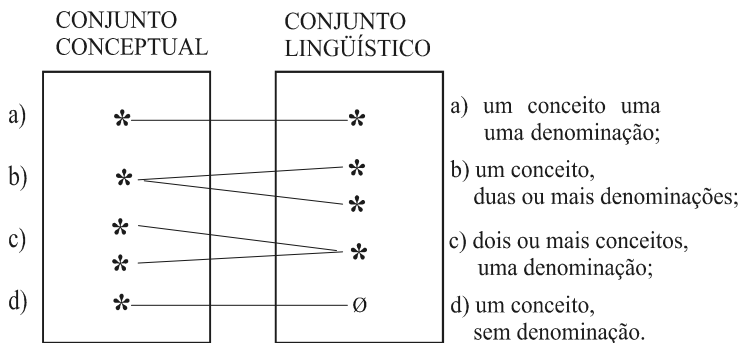 CONJUNTO
CONCEPTUAL
CONJUNTO
LINGÜÍSTICO
a)
b)
c)
d)
* *
* *
*
* *
*
* ø
a) um conceito uma
uma denominação;
b) um conceito,
duas ou mais denominações;
c) dois ou mais conceitos,
uma denominação;
d) um conceito,
sem denominação.